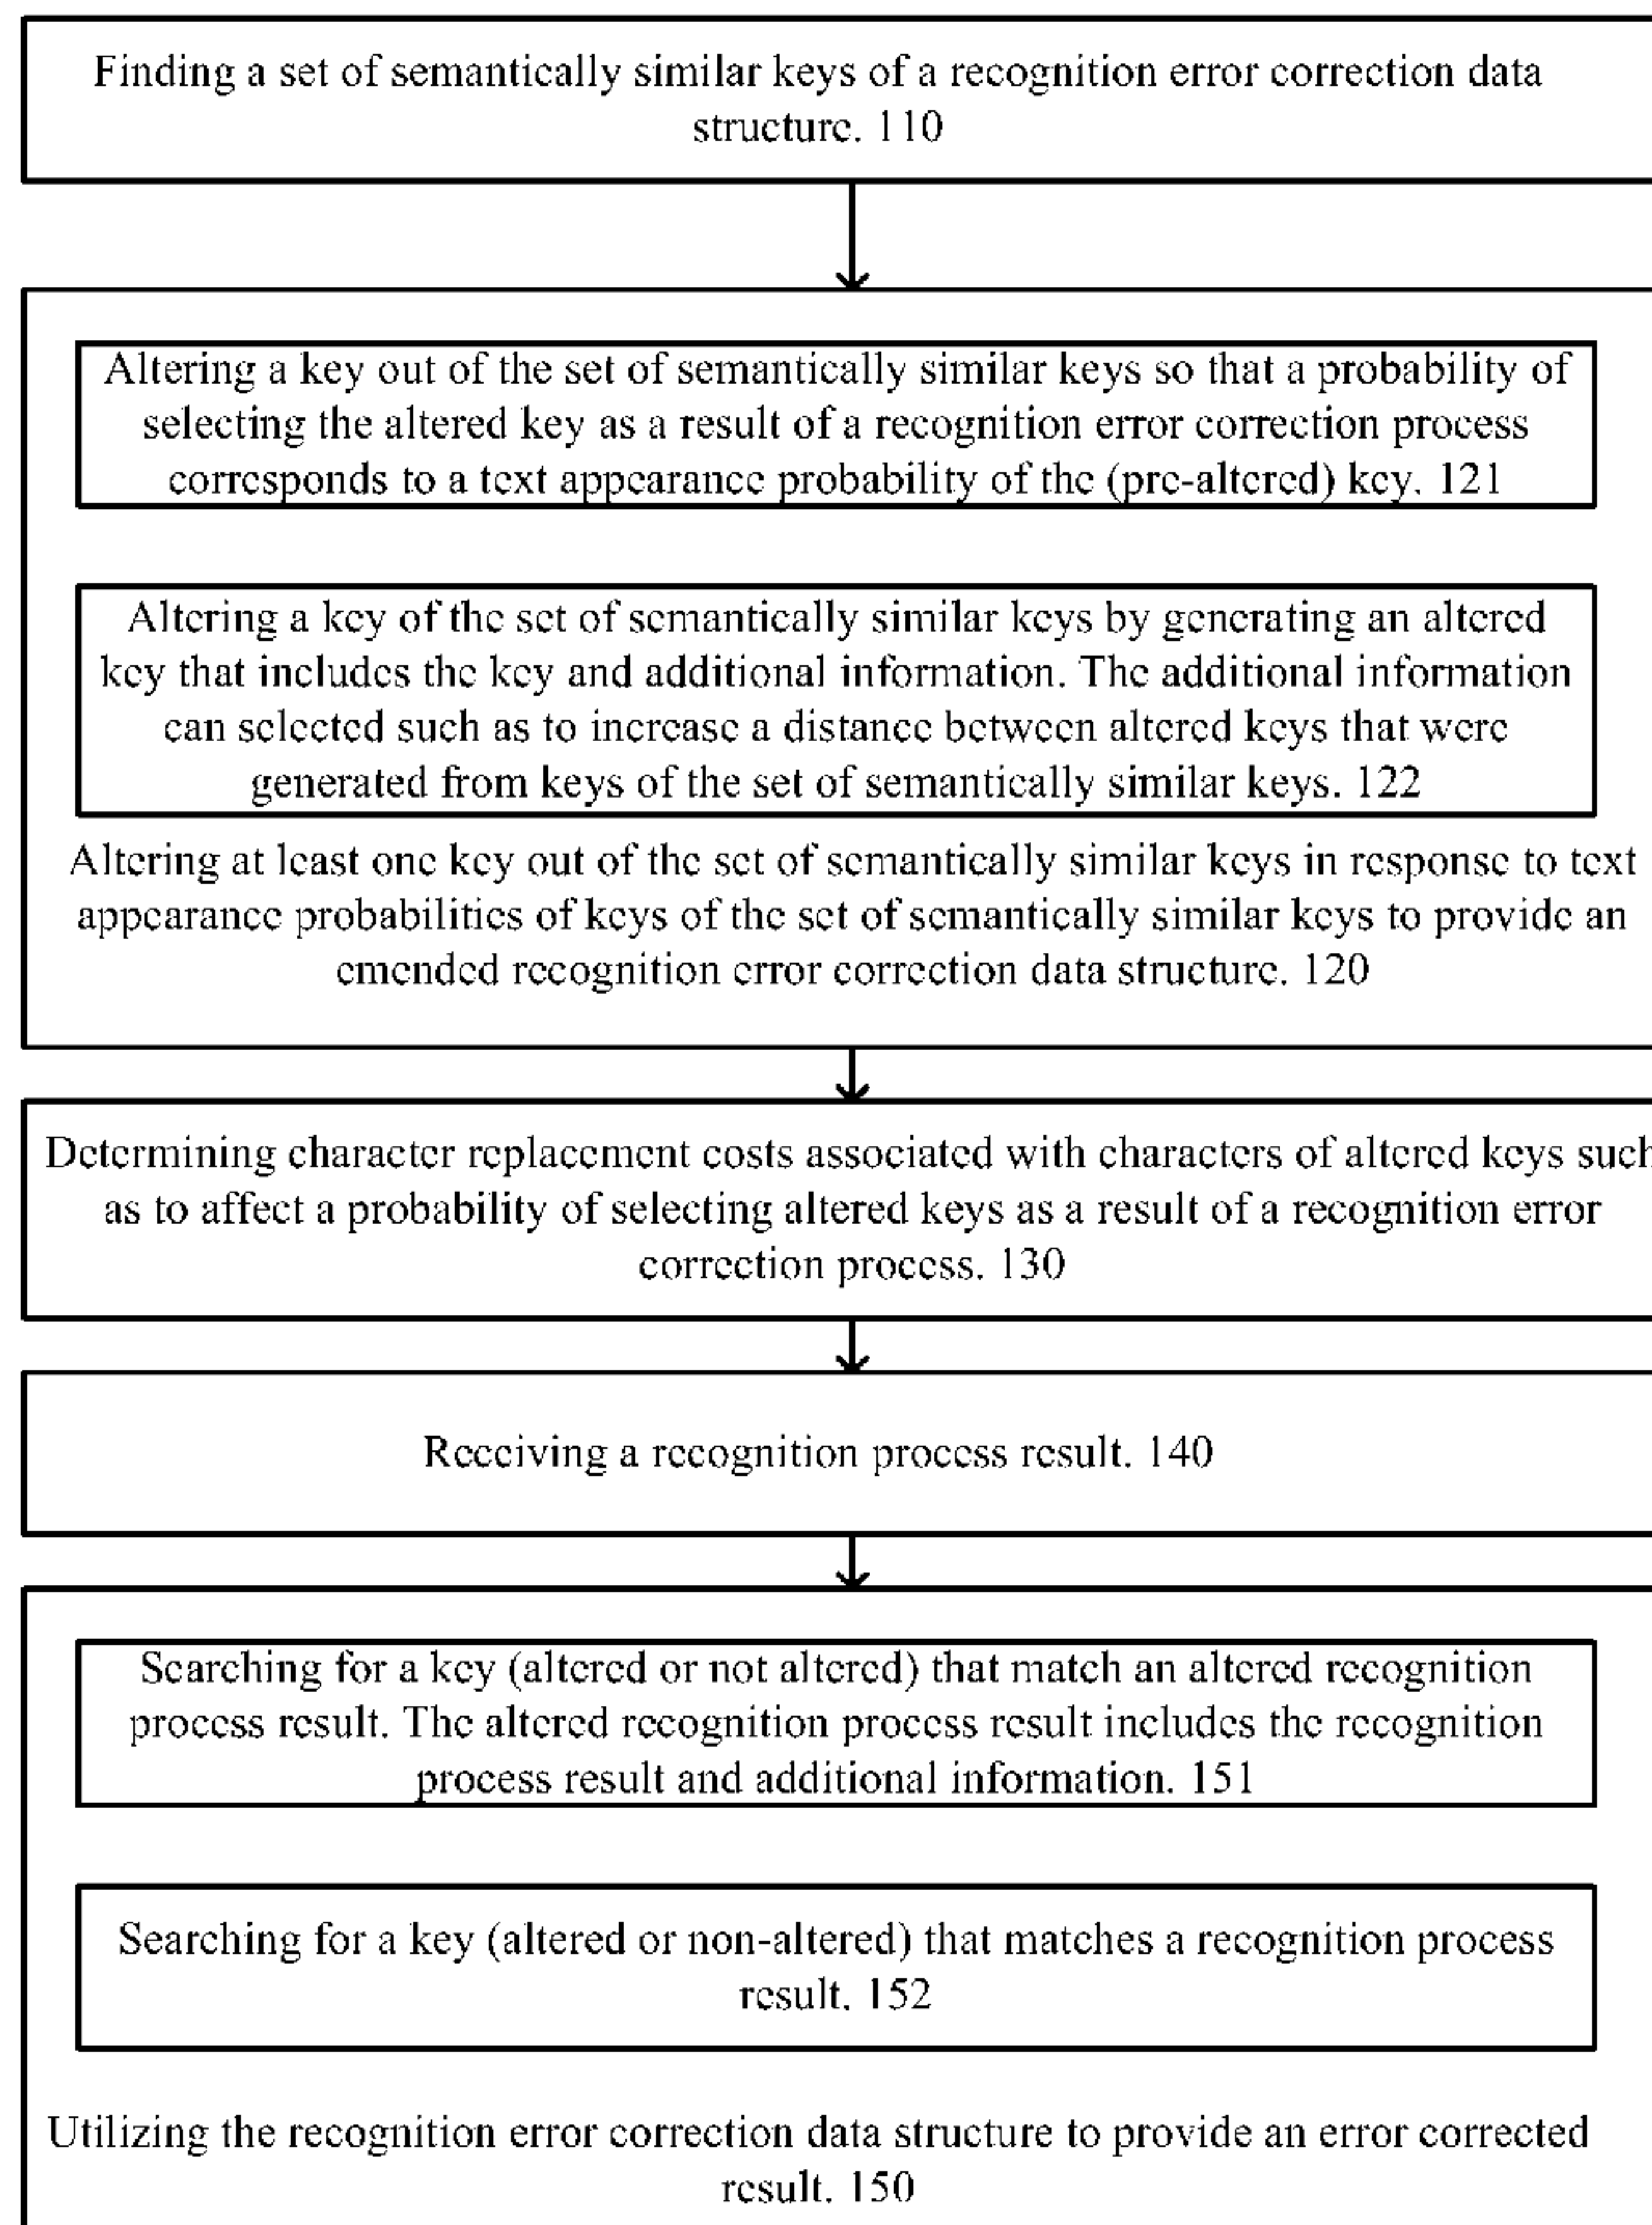 Finding a set of semantically similar keys of a recognition error correction data
structure. 110
Altering a key out of the set of semantically similar keys so that a probability of
selecting the altered key as a result of a recognition error correction process
corresponds to a text appearance probability of the (pre-altered) key. 121
Altering a key of the set of semantically similar keys by generating an altered
key that includes the key and additional information. The additional information
can selected such as to increase a distance between altered keys that were
generated from keys of the set of semantically similar keys. 122
Altering at least one key out of the set of semantically similar keys in response to text
appearance probabilities of keys of the set of semantically similar keys to provide an
emended recognition error correction data structure. 120
Determining character replacement costs associated with characters of altered keys such
as to affect a probability of selecting altered keys as a result of a recognition error
correction process. 130
Receiving a recognition process result. 140
Searching for a key (altered or not altered) that match an altered recognition
process result. The altered recognition process result includes the recognition
process result and additional information. 151
Searching for a key (altered or non-altered) that matches a recognition process
result. 152
Utilizing the recognition error correction data structure to provide an error corrected
result. 150